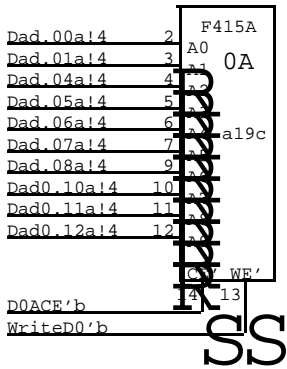 F415A
Dad.00a!4 2 A0 0A
Dad.01a!4 3 A1
Dad.04a!4 4
Dad.05a!4 5
Dad.06a!4 6 a19c
Dad.07a!4 7
Dad.08a!4 9
Dad0.10a!4 10
Dad0.11a!4 11
Dad0.12a!4 12
WE'
14 13
D0ACE'b
WriteD0'b
SS